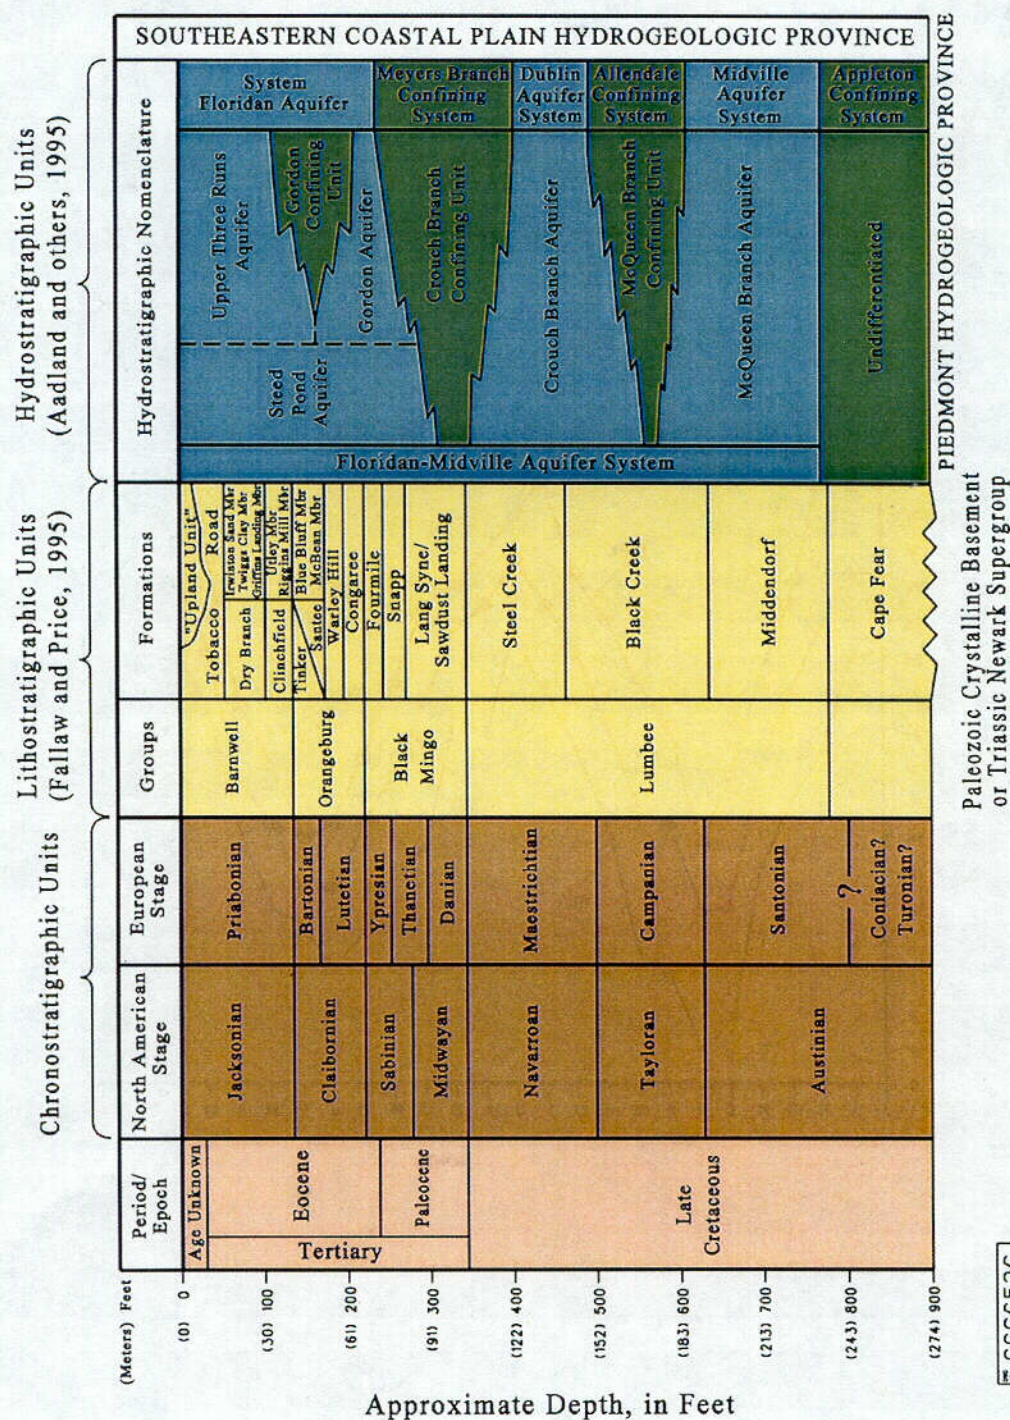 SOUTHEASTERN COASTAL PLAIN HYDROGEOLOGIC PROVINCE
PIEDMONT HYDROGEOLOGIC PROVINCE
Hydrostratigraphic Units
(Aadland and others, 1995)
Hydrostratigraphic Nomenclature
System
Floridan Aquifer
Meyers Branch
Confining
System
Dublin
Aquifer
System
Allendale
Confining
System
Midville
Aquifer
System
Appleton
Confining
System
Upper Three Runs
Aquifer
Gordon
Confining
Unit
Gordon Aquifer
Steed
Pond
Aquifer
Crouch Branch
Confining Unit
Crouch Branch Aquifer
McQueen Branch
Confining Unit
McQueen Branch Aquifer
Undifferentiated
Floridan-Midville Aquifer System
Lithostratigraphic Units
(Fallaw and Price, 1995)
Formations
"Upland Unit"
Tobacco Road
Irwinton Sand Mbr
Twiggs Clay Mbr
Griffins Landing Mbr
Dry Branch
Utley Mbr
Riggins Mill Mbr
Clinchfield
Blue Bluff Mbr
McBean Mbr
Tinker
Santee
Warley Hill
Congaree
Fourmile
Snapp
Lang Syne/
Sawdust Landing
Steel Creek
Black Creek
Middendorf
Cape Fear
Paleozoic Crystalline Basement
or Triassic Newark Supergroup
Groups
Barnwell
Orangeburg
Black
Mingo
Lumbee
Chronostratigraphic Units
European
Stage
Priabonian
Bartonian
Lutetian
Ypresian
Thanetian
Danian
Maestrichtian
Campanian
Santonian
?
Coniacian?
Turonian?
North American
Stage
Jacksonian
Claibornian
Sabinian
Midwayan
Navarroan
Tayloran
Austinian
Period/
Epoch
Age Unknown
Eocene
Paleocene
Tertiary
Late
Cretaceous
(Meters) Feet
(0) 0
(30) 100
(61) 200
(91) 300
(122) 400
(152) 500
(183) 600
(213) 700
(243) 800
(274) 900
Approximate Depth, in Feet